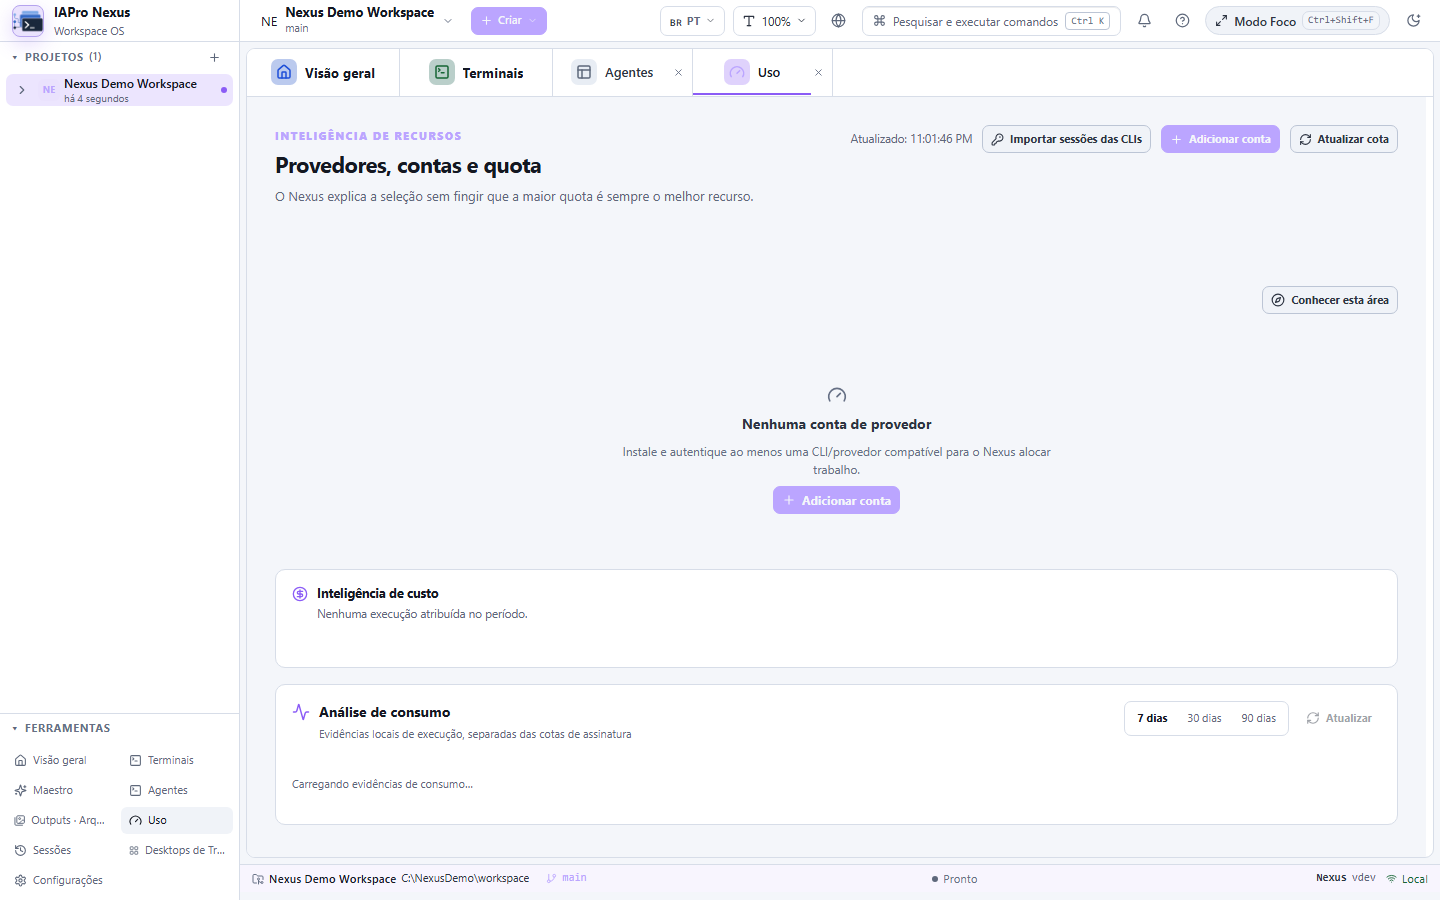 IAPro Nexus
Workspace OS
NE
Nexus Demo Workspace
main
Criar
BR PT
100%
Pesquisar e executar comandos
Ctrl K
Modo Foco
Ctrl+Shift+F
PROJETOS (1)
NE
Nexus Demo Workspace
há 4 segundos
Visão geral
Terminais
Agentes
Uso
INTELIGÊNCIA DE RECURSOS
Provedores, contas e quota
O Nexus explica a seleção sem fingir que a maior quota é sempre o melhor recurso.
Atualizado: 11:01:46 PM
Importar sessões das CLIs
Adicionar conta
Atualizar cota
Conhecer esta área
Nenhuma conta de provedor
Instale e autentique ao menos uma CLI/provedor compatível para o Nexus alocar
trabalho.
Adicionar conta
Inteligência de custo
Nenhuma execução atribuída no período.
Análise de consumo
Evidências locais de execução, separadas das cotas de assinatura
7 dias
30 dias
90 dias
Atualizar
Carregando evidências de consumo...
FERRAMENTAS
Visão geral
Terminais
Maestro
Agentes
Outputs · Arq...
Uso
Sessões
Desktops de Tr...
Configurações
Nexus Demo Workspace C:\NexusDemo\workspace
main
Pronto
Nexus vdev
Local